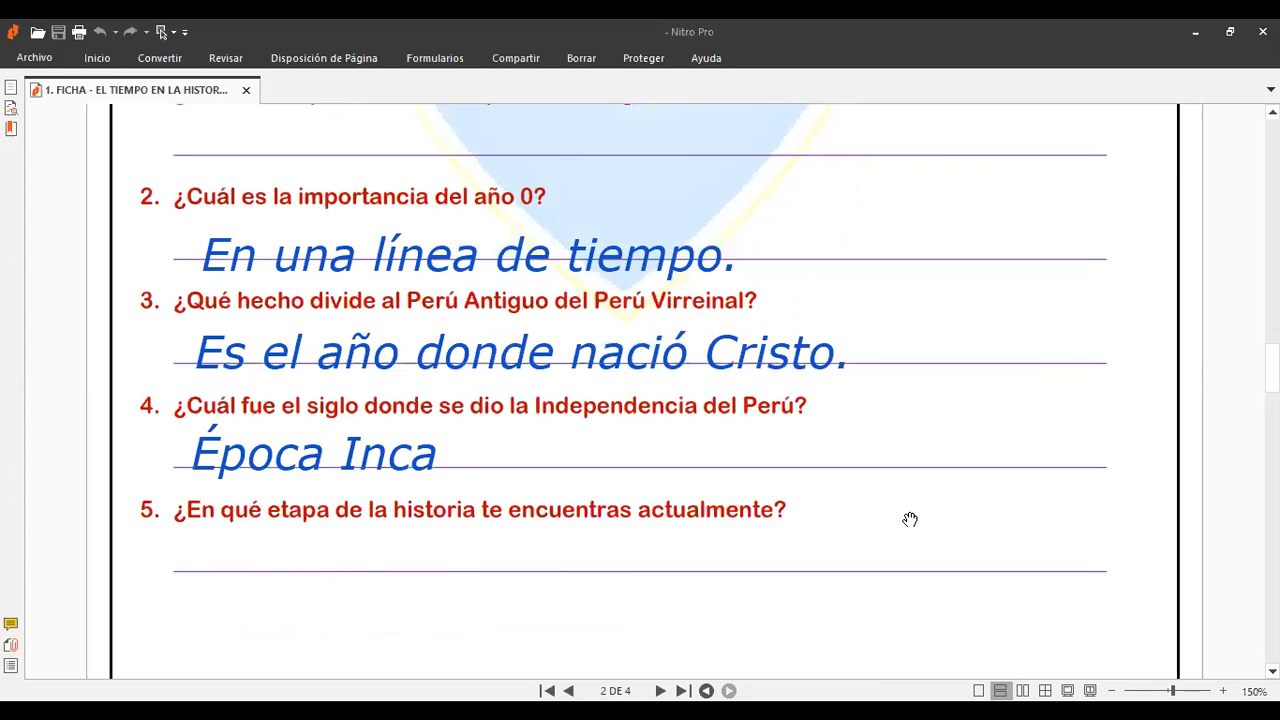 - Nitro Pro
Archivo Inicio Convertir Revisar Disposición de Página Formularios Compartir Borrar Proteger Ayuda
1. FICHA - EL TIEMPO EN LA HISTOR...
2. ¿Cuál es la importancia del año 0?
En una línea de tiempo.
3. ¿Qué hecho divide al Perú Antiguo del Perú Virreinal?
Es el año donde nació Cristo.
4. ¿Cuál fue el siglo donde se dio la Independencia del Perú?
Época Inca
5. ¿En qué etapa de la historia te encuentras actualmente?
2 DE 4
150%